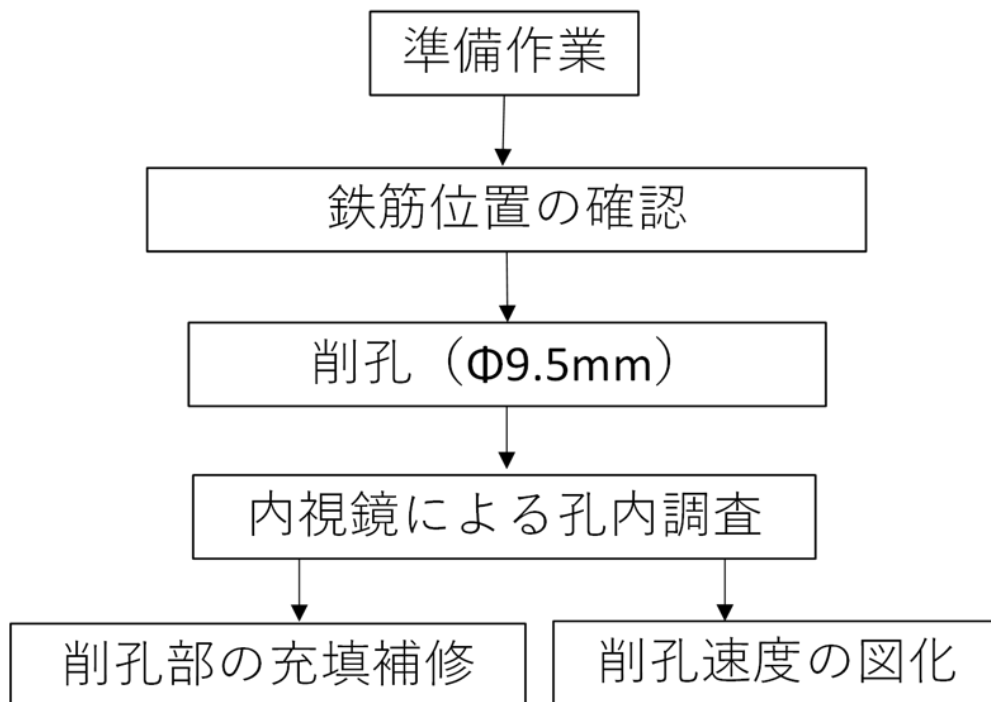 準備作業
鉄筋位置の確認
削孔（Φ9.5mm）
内視鏡による孔内調査
削孔部の充填補修
削孔速度の図化